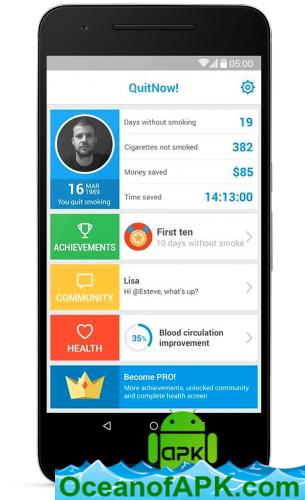 05:00
QuitNow!
Days without smoking 19
Cigarettes not smoked 382
Money saved $85
Time saved 14:13:00
16 MAR 1989
You quit smoking
ACHIEVEMENTS
First ten
10 days without smoke
COMMUNITY
Lisa
Hi @Esteve, what's up?
HEALTH
35%
Blood circulation
improvement
Become PRO!
More achievements, unlocked community
and complete health screen
apk
OceanofAPK.com